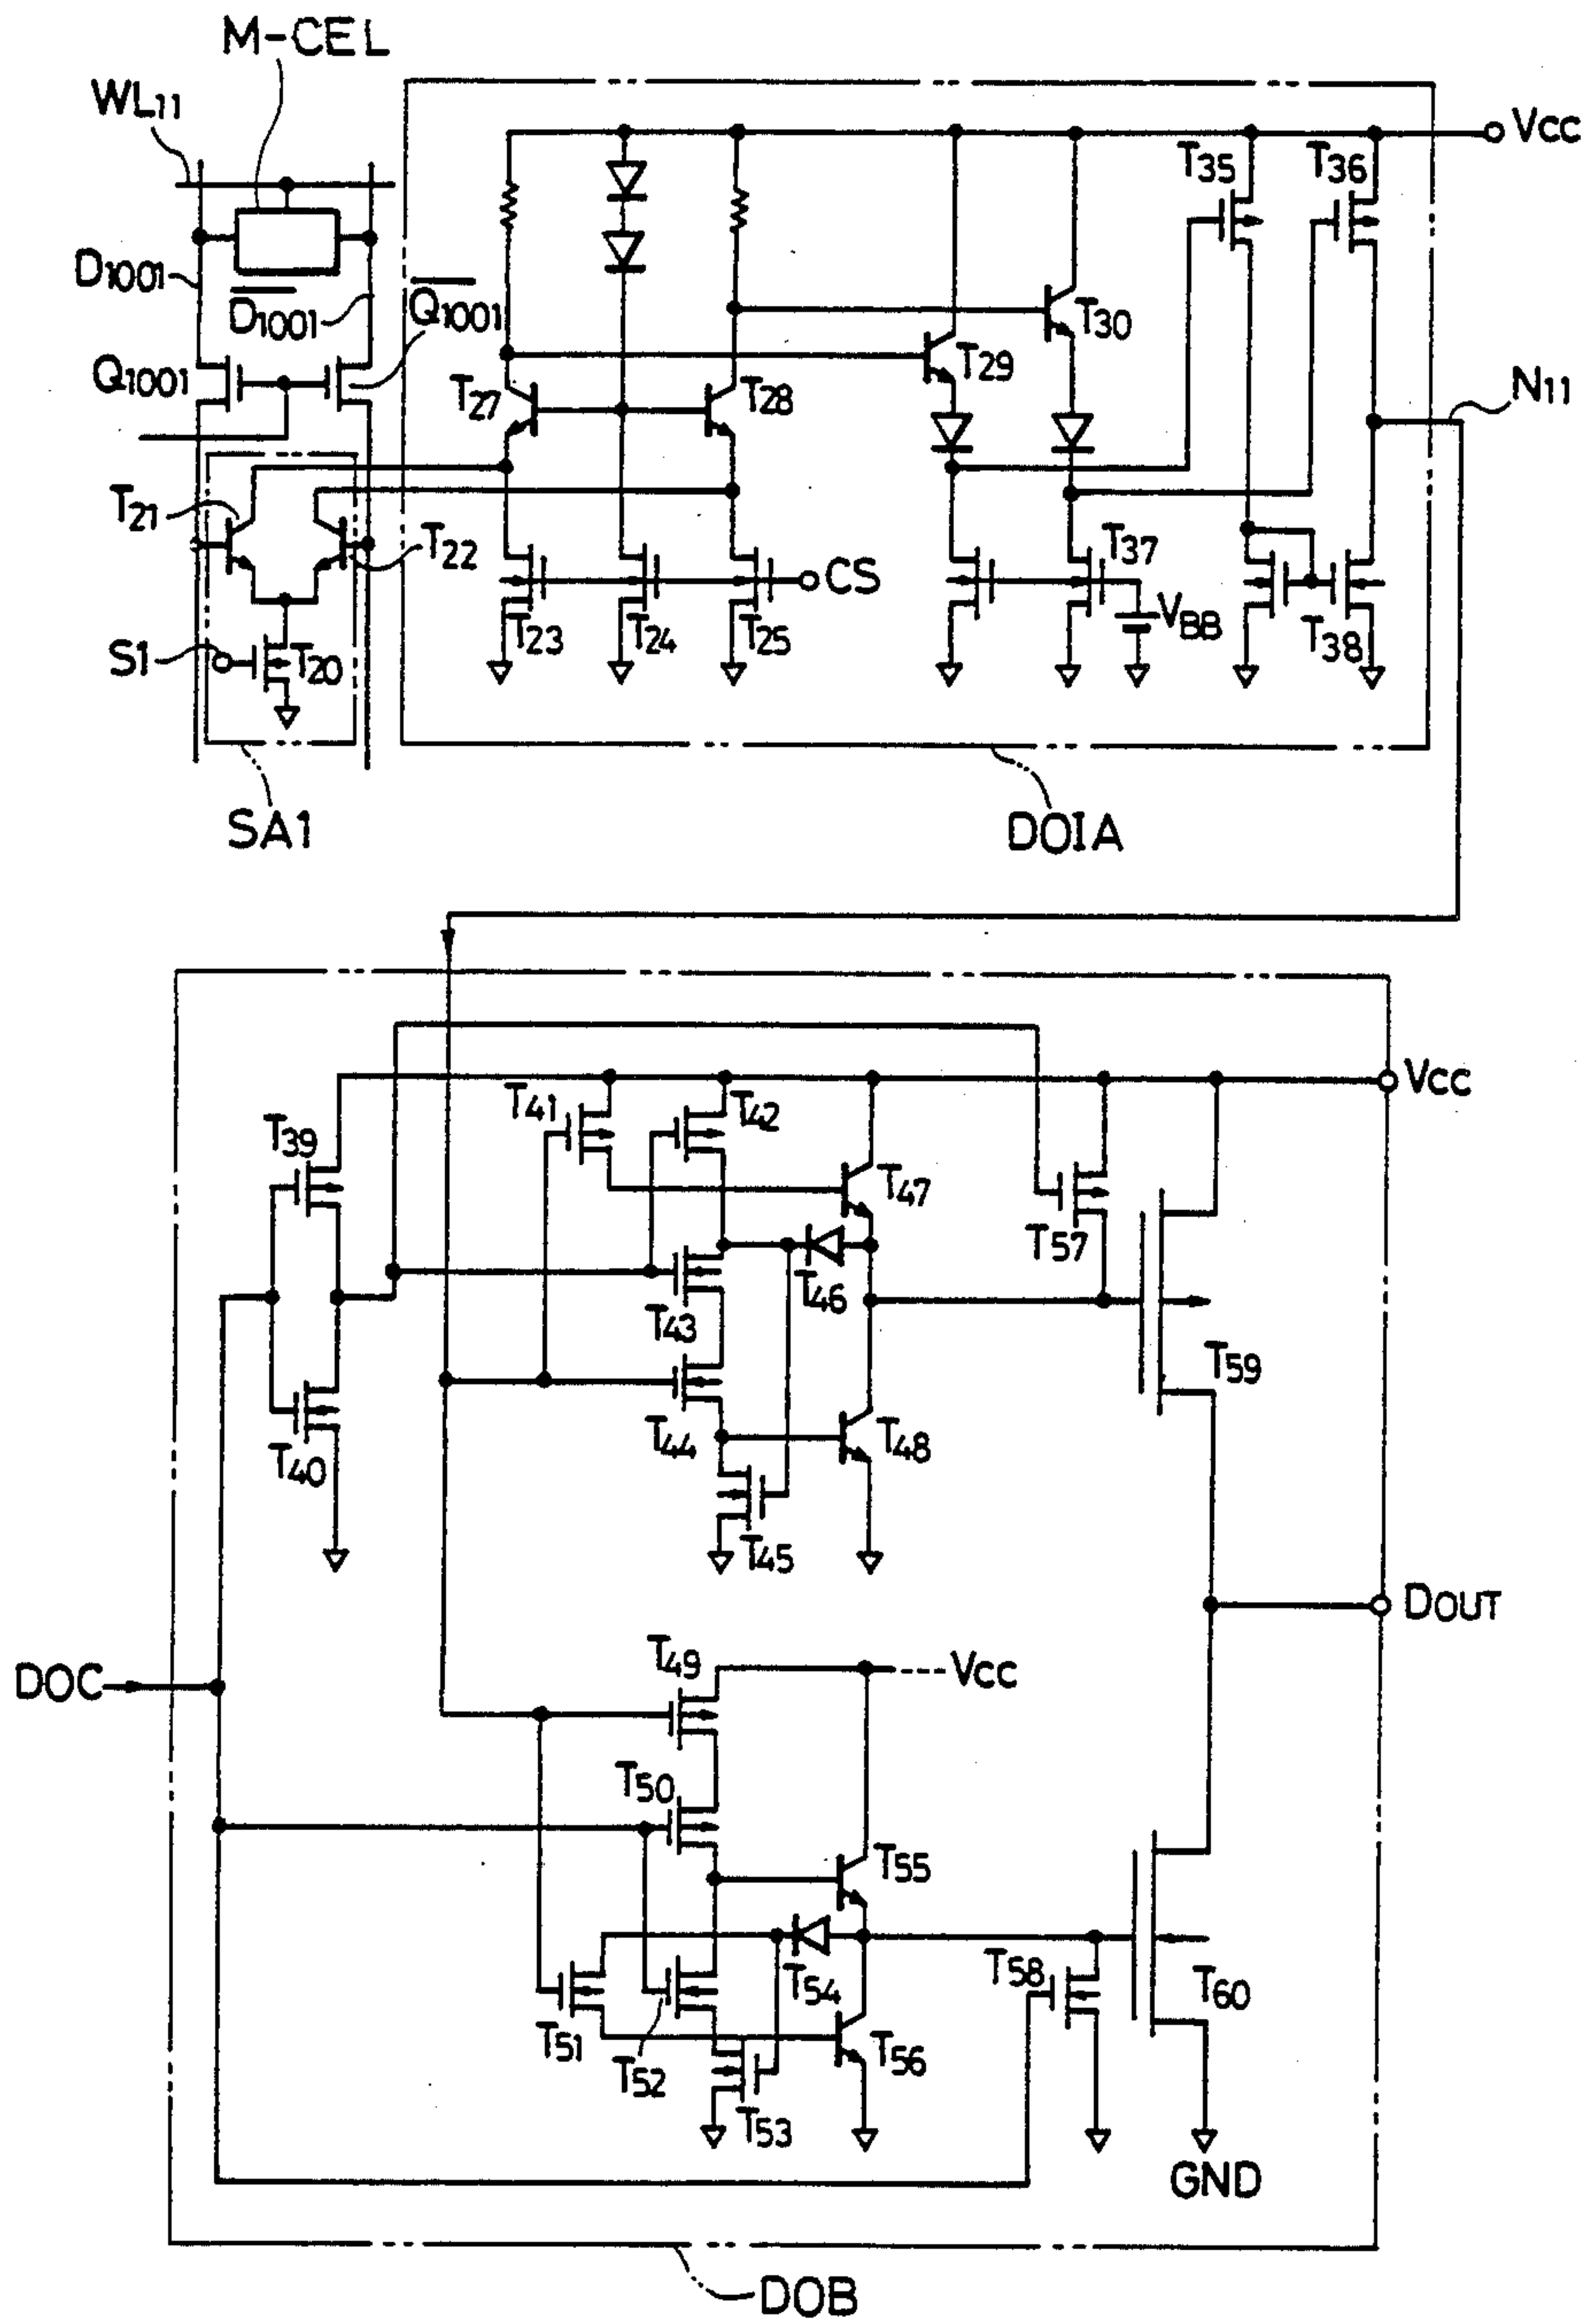 M-CEL
WL11
VCC
T35
T36
D1001
D1001
Q1001
Q1001
T27
T28
T29
T30
N11
T21
T22
T23
T24
T25
CS
T37
VBB
T38
S1
T20
SA1
DOIA
VCC
T39
T41
T42
T47
T57
T46
T43
T59
T44
T48
T40
T45
DOUT
DOC
T49
VCC
T50
T55
T54
T58
T60
T51
T52
T56
T53
GND
DOB